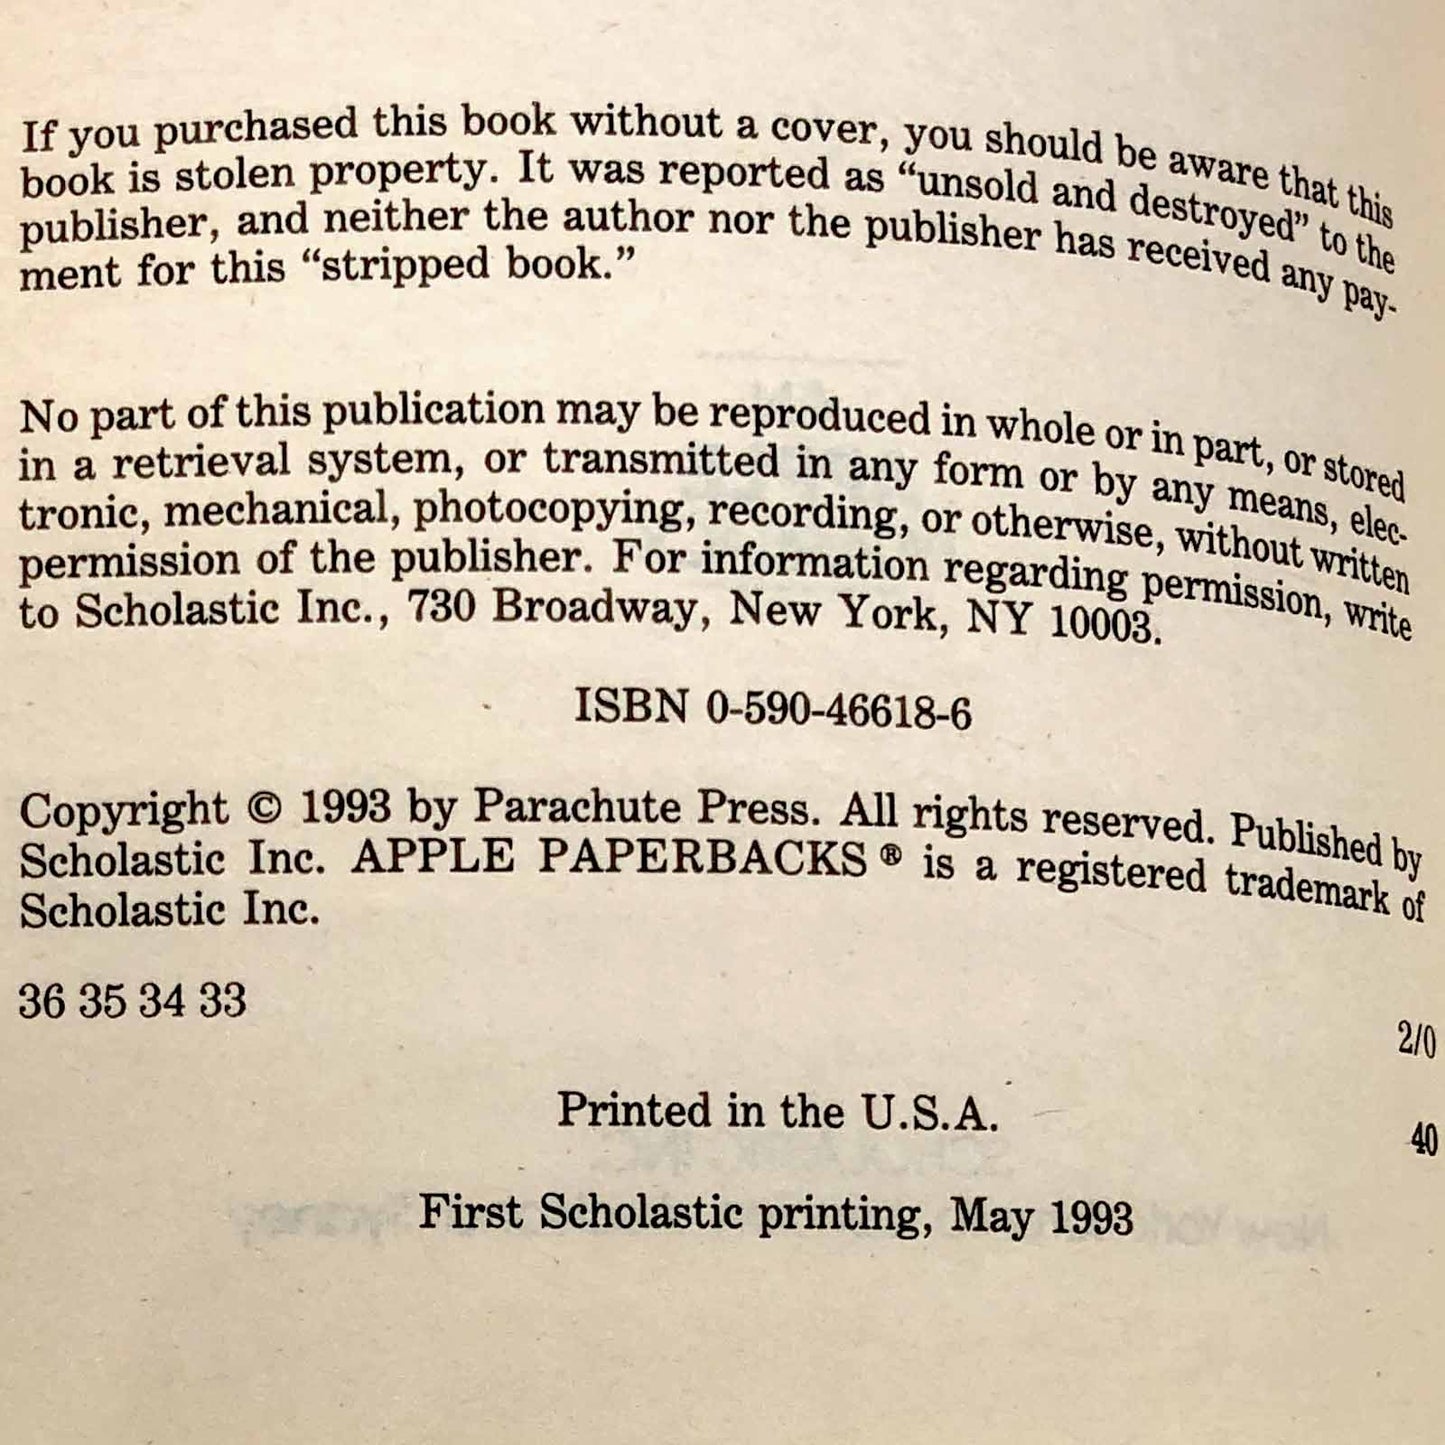 If you purchased this book without a cover, you should be aware that this
book is stolen property. It was reported as “unsold and destroyed” to the
publisher, and neither the author nor the publisher has received any pay-
ment for this “stripped book.”
No part of this publication may be reproduced in whole or in part, or stored
in a retrieval system, or transmitted in any form or by any means, elec-
tronic, mechanical, photocopying, recording, or otherwise, without written
permission of the publisher. For information regarding permission, write
to Scholastic Inc., 730 Broadway, New York, NY 10003.
ISBN 0-590-46618-6
Copyright © 1993 by Parachute Press. All rights reserved. Published by
Scholastic Inc. APPLE PAPERBACKS ® is a registered trademark of
Scholastic Inc.
36 35 34 33
2/0
Printed in the U.S.A.
40
First Scholastic printing, May 1993